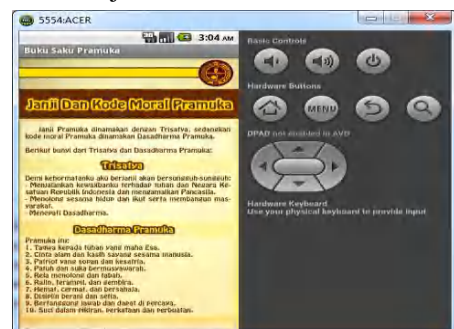 5554:ACER
3:04 AM
Buku Saku Pramuka
Janji Dan Kode Moral Pramuka
Janji Pramuka dinamakan dengan Trisatya, sedangkan
kode moral Pramuka dinamakan Dasadharma Pramuka.
Berikut bunyi dari Trisatya dan Dasadharma Pramuka:
Trisatya
Demi kehormatanku aku berjanji akan bersungguh-sungguh:
- Menjalankan kewajibanku terhadap tuhan dan Negara Ke-
satuan Republik Indonesia dan mengamalkan Pancasila.
- Menolong sesama hidup dan ikut serta membangun mas-
yarakat.
- Menepati Dasadharma.
Dasadharma Pramuka
Pramuka itu:
1. Taqwa kepada tuhan yang maha Esa.
2. Cinta alam dan kasih sayang sesama manusia.
3. Patriot yang sopan dan kesatria.
4. Patuh dan suka bermusyawarah.
5. Rela menolong dan tabah.
6. Rajin, terampil, dan gembira.
7. Hemat, cermat, dan bersahaja.
8. Disiplin berani dan setia.
9. Bertanggung jawab dan dapat di percaya.
10. Suci dalam pikiran, perkataan dan perbuatan.
Basic Controls
Hardware Buttons
MENU
DPAD not enabled in AVD
Hardware Keyboard
Use your physical keyboard to provide input